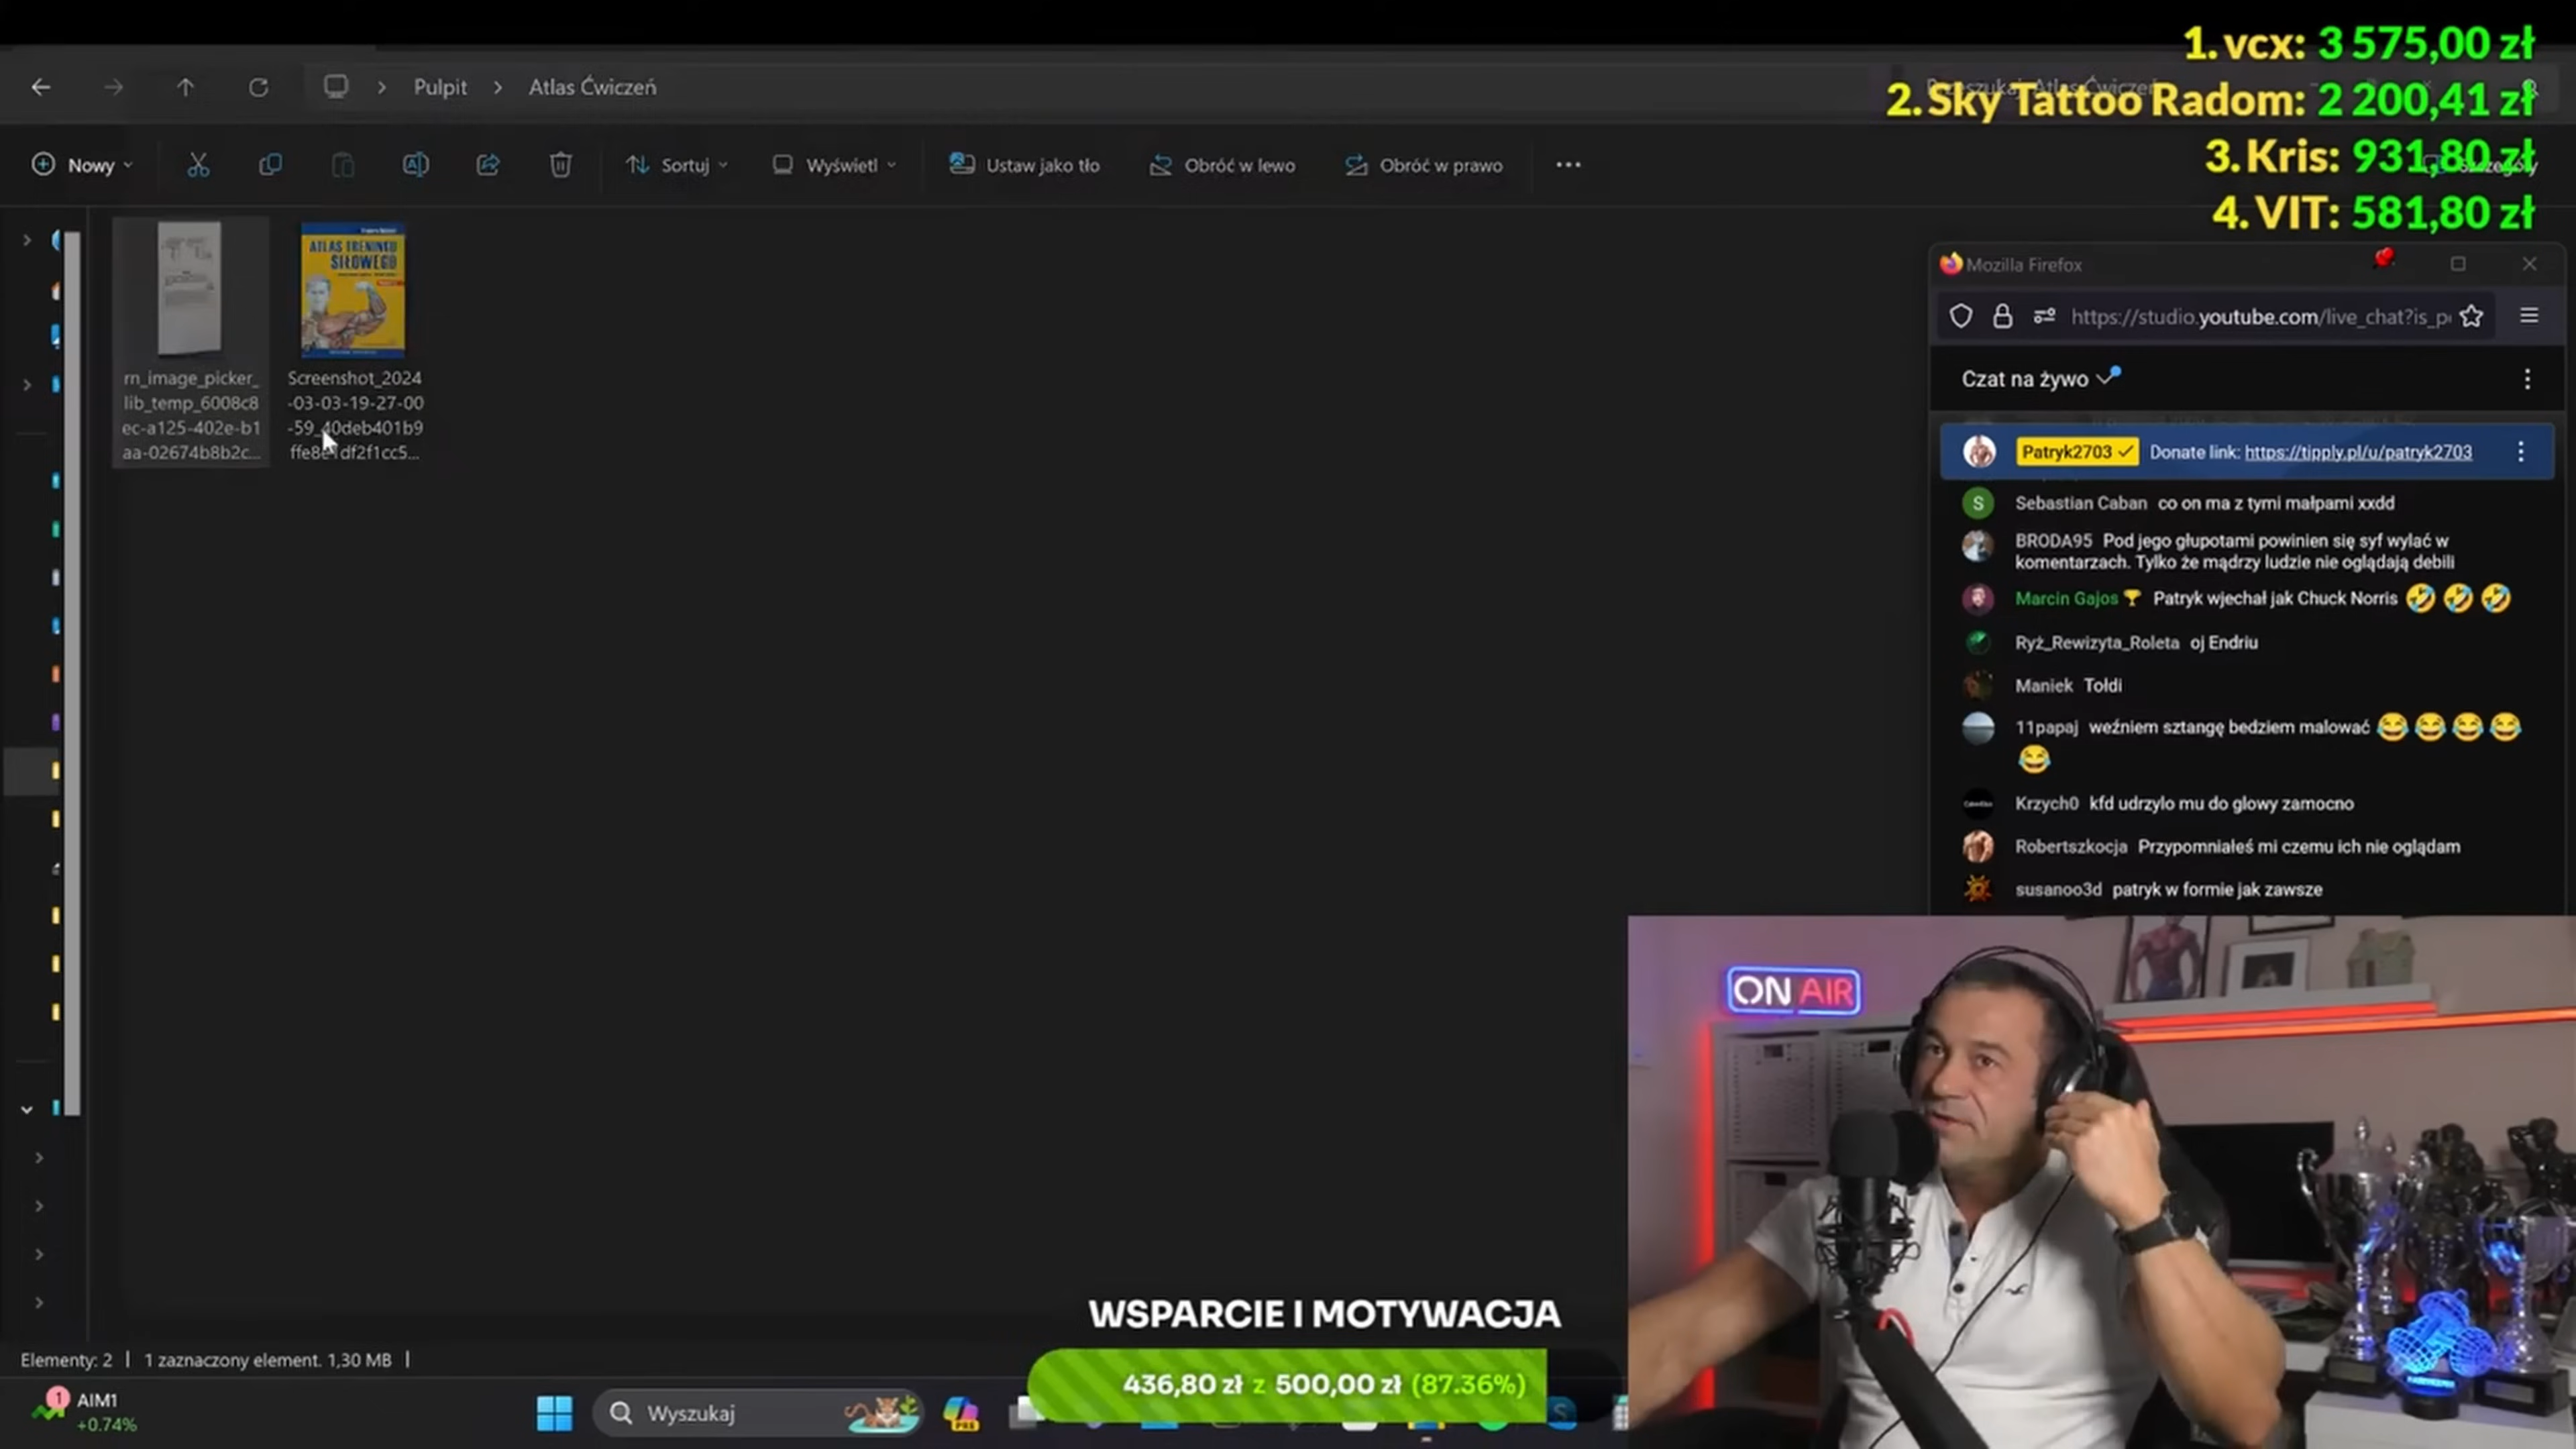 1. vcx: 3 575,00 zł
2. Sky Tattoo Radom: 2 200,41 zł
3. Kris: 931,80 zł
4. VIT: 581,80 zł
Pulpit > Atlas Ćwiczeń
Nowy
Sortuj
Wyświetl
Ustaw jako tło
Obróć w lewo
Obróć w prawo
ATLAS TRENINGU
SIŁOWEGO
rn_image_picker_
lib_temp_6008c8
ec-a125-402e-b1
aa-02674b8b2c...
Screenshot_2024
-03-03-19-27-00
-59_40deb401b9
ffe8e1df2f1cc5...
Mozilla Firefox
https://studio.youtube.com/live_chat?is_p
Czat na żywo
Patryk2703 Donate link: https://tipply.pl/u/patryk2703
S
Sebastian Caban co on ma z tymi małpami xxdd
BRODA95 Pod jego głupotami powinien się syf wylać w
komentarzach. Tylko że mądrzy ludzie nie oglądają debili
Marcin Gajos Patryk wjechał jak Chuck Norris 🤣🤣🤣
Ryż_Rewizyta_Roleta oj Endriu
Maniek Tołdi
11papaj weźniem sztangę bedziem malować 😂😂😂😂
😂
Krzych0 kfd udrzylo mu do glowy zamocno
Robertszkocja Przypomniałeś mi czemu ich nie oglądam
susanoo3d patryk w formie jak zawsze
ON AIR
WSPARCIE I MOTYWACJA
436,80 zł z 500,00 zł (87.36%)
Elementy: 2 | 1 zaznaczony element. 1,30 MB |
1
AIM1
+0.74%
Wyszukaj